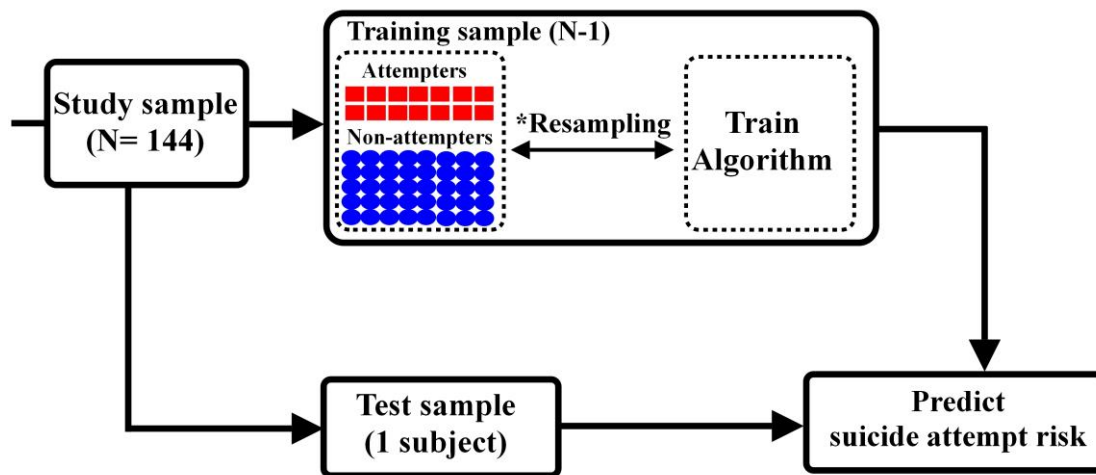 Study sample
(N= 144)
Training sample (N-1)
Attempters
Non-attempters
*Resampling
Train
Algorithm
Test sample
(1 subject)
Predict
suicide attempt risk